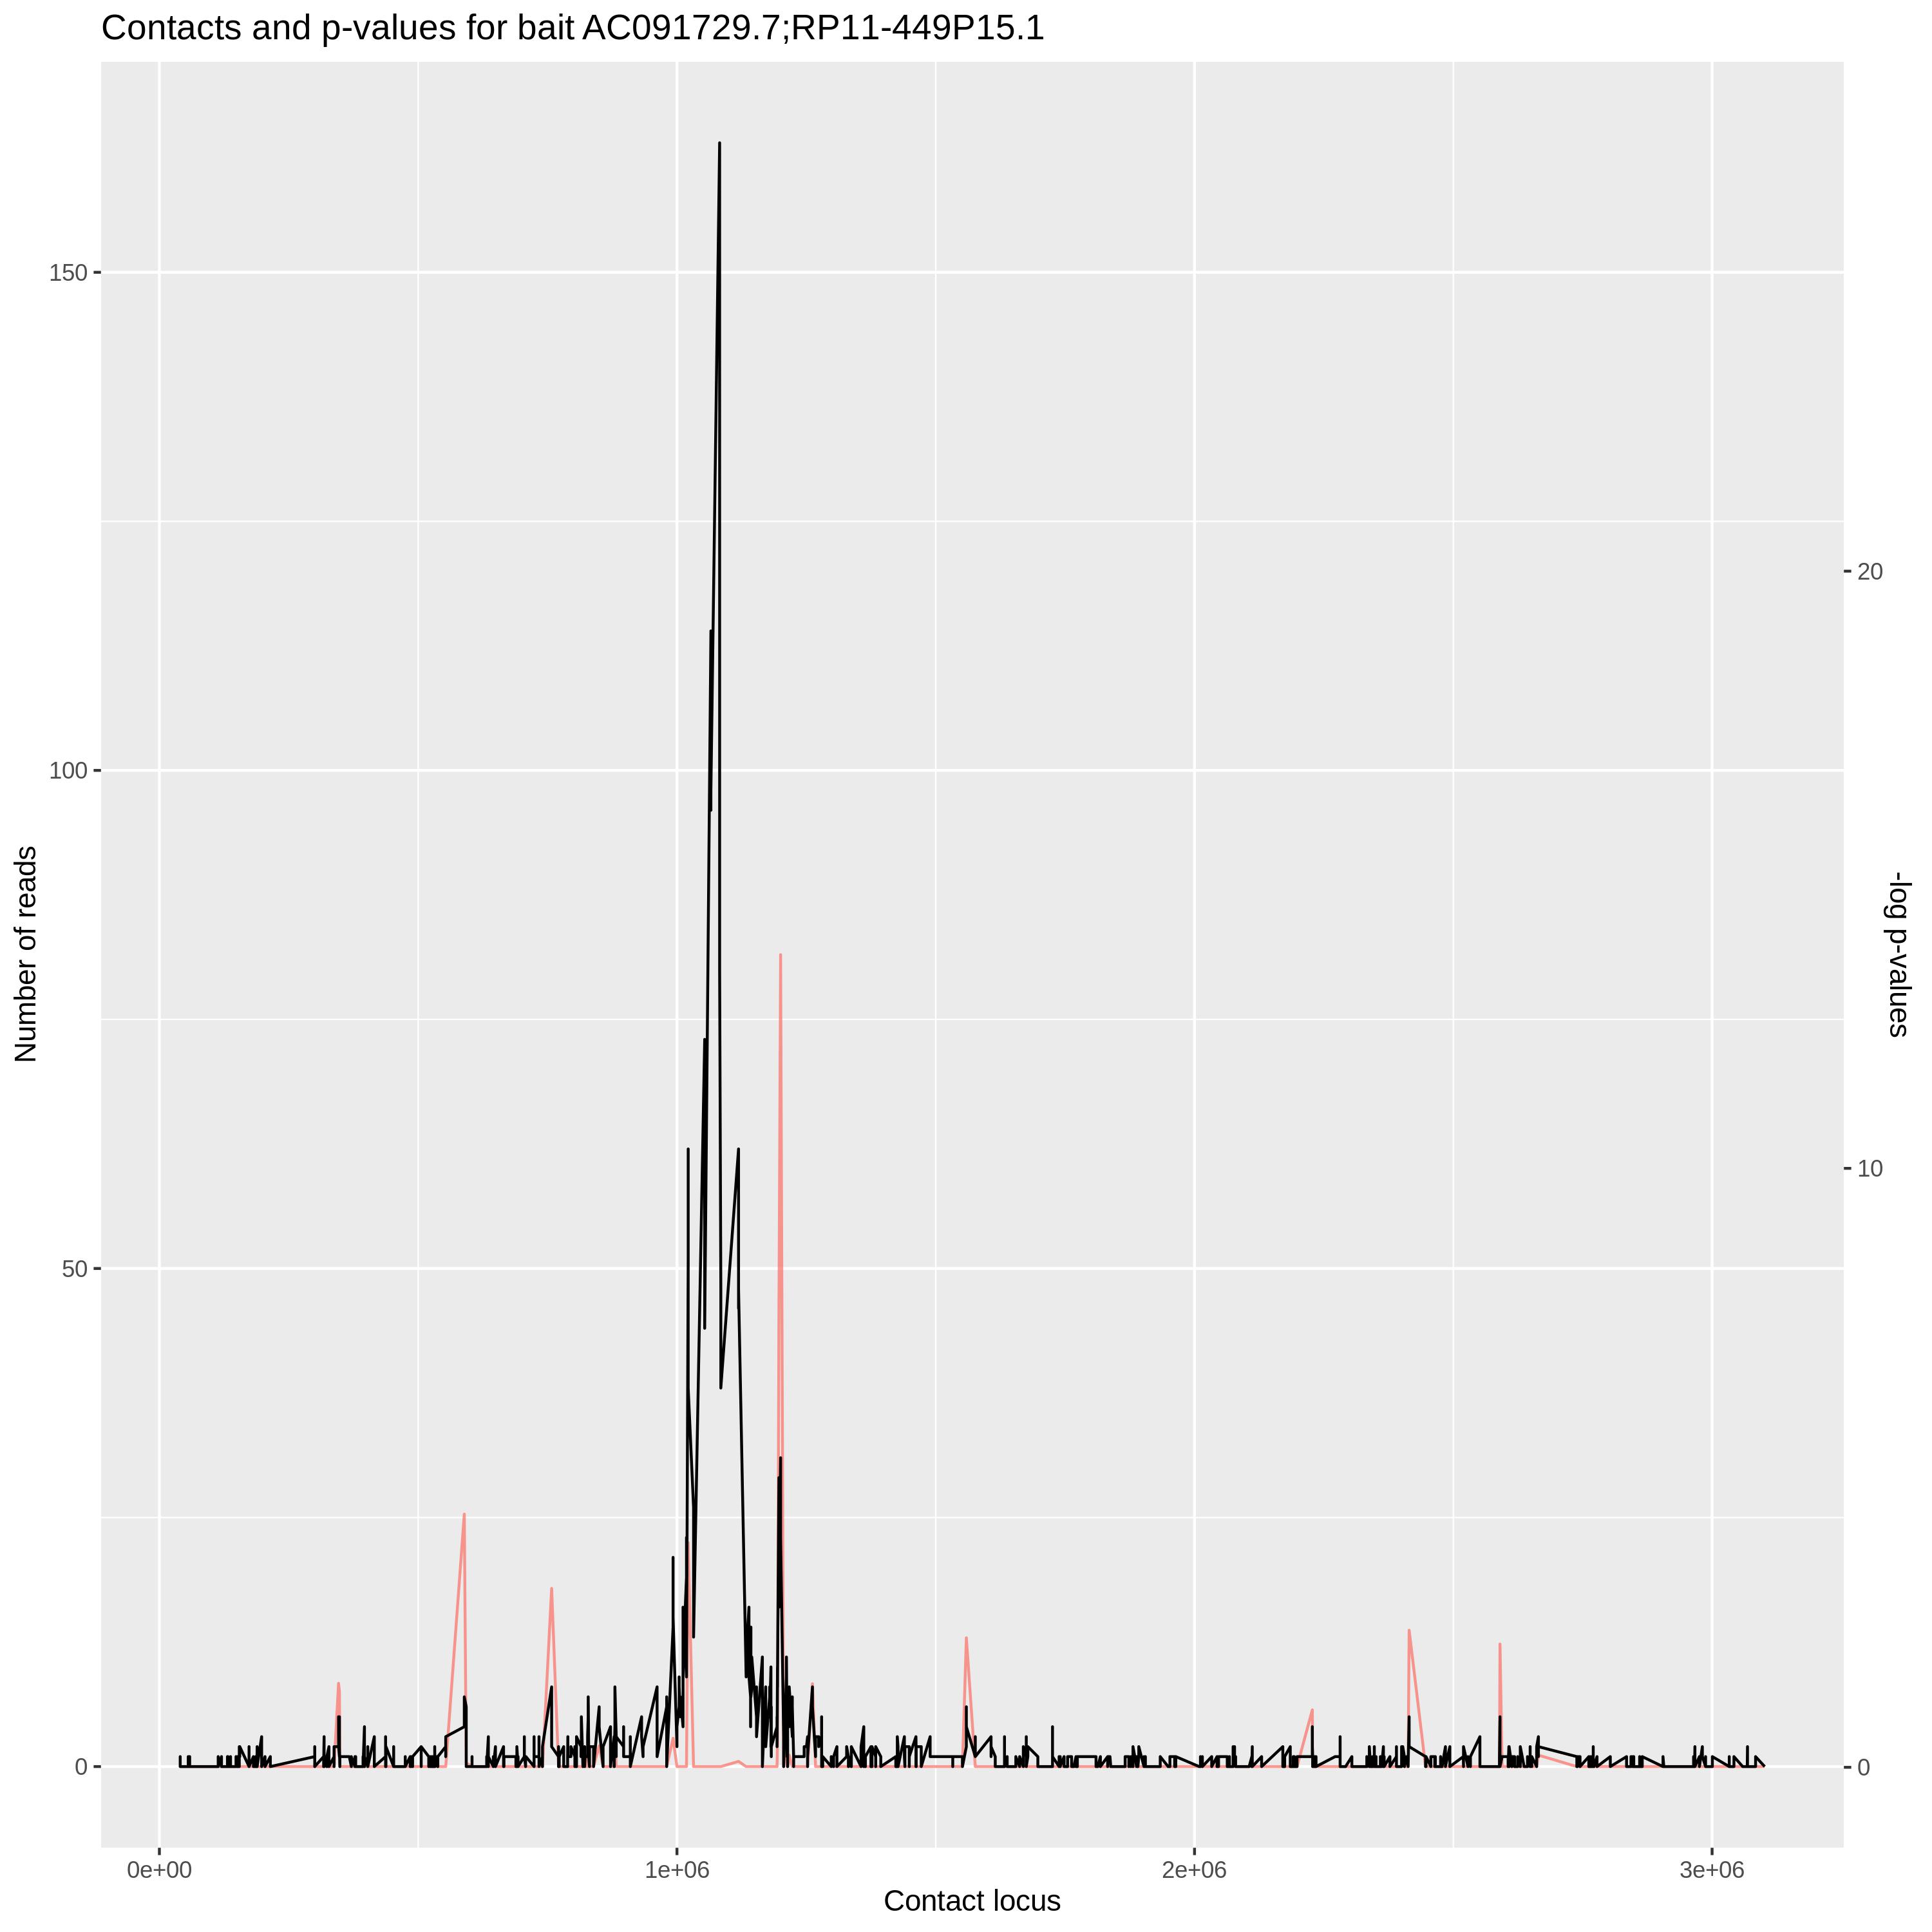 Contacts and p-values for bait AC091729.7;RP11-449P15.1
150
100
50
0
Number of reads
20
10
0
-log p-values
0e+00
1e+06
2e+06
3e+06
Contact locus